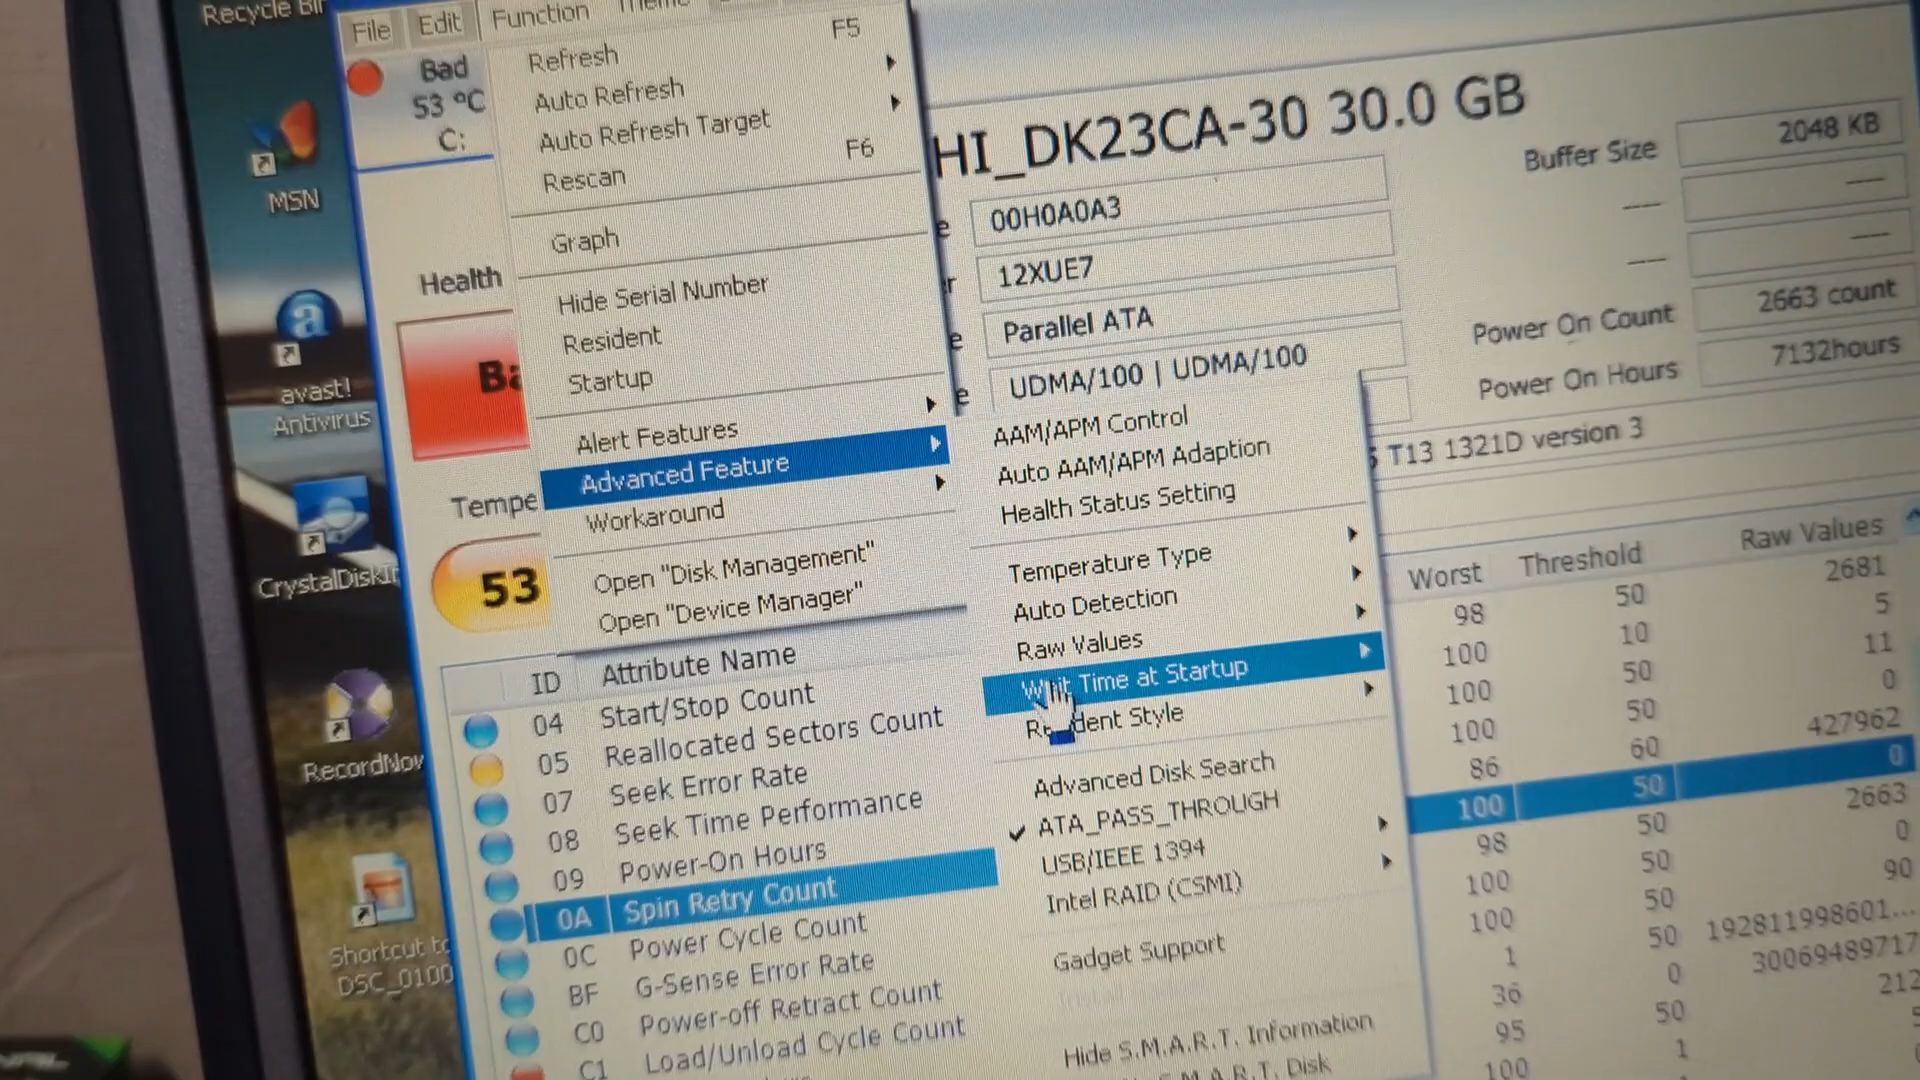 Recycle Bin
MSN
avast!
Antivirus
CrystalDiskI
RecordNow
Shortcut to
DSC_0100
File Edit Function
Bad
53 °C
C:
Refresh F5
Auto Refresh
Auto Refresh Target
Rescan F6
Graph
Hide Serial Number
Resident
Startup
Alert Features
Advanced Feature
Workaround
Open "Disk Management"
Open "Device Manager"
AAM/APM Control
Auto AAM/APM Adaption
Health Status Setting
Temperature Type
Auto Detection
Raw Values
Wait Time at Startup
Resident Style
Advanced Disk Search
ATA_PASS_THROUGH
USB/IEEE 1394
Intel RAID (CSMI)
Gadget Support
Hide S.M.A.R.T. Information
S.M.A.R.T. Disk
HI_DK23CA-30 30.0 GB
Health
Ba
Tempe
53
e 00H0A0A3
r 12XUE7
e Parallel ATA
e UDMA/100 | UDMA/100
T13 1321D version 3
Buffer Size 2048 KB
---- ----
---- ----
Power On Count 2663 count
Power On Hours 7132hours
ID Attribute Name Worst Threshold Raw Values
04 Start/Stop Count 98 50 2681
05 Reallocated Sectors Count 100 10 5
07 Seek Error Rate 100 50 11
08 Seek Time Performance 100 50 0
09 Power-On Hours 86 60 427962
0A Spin Retry Count 100 50 0
0C Power Cycle Count 98 50 2663
BF G-Sense Error Rate 100 50 0
C0 Power-off Retract Count 100 50 90
C1 Load/Unload Cycle Count 1 50 192811998601...
36 0 30069489717
95 50 212
100 1